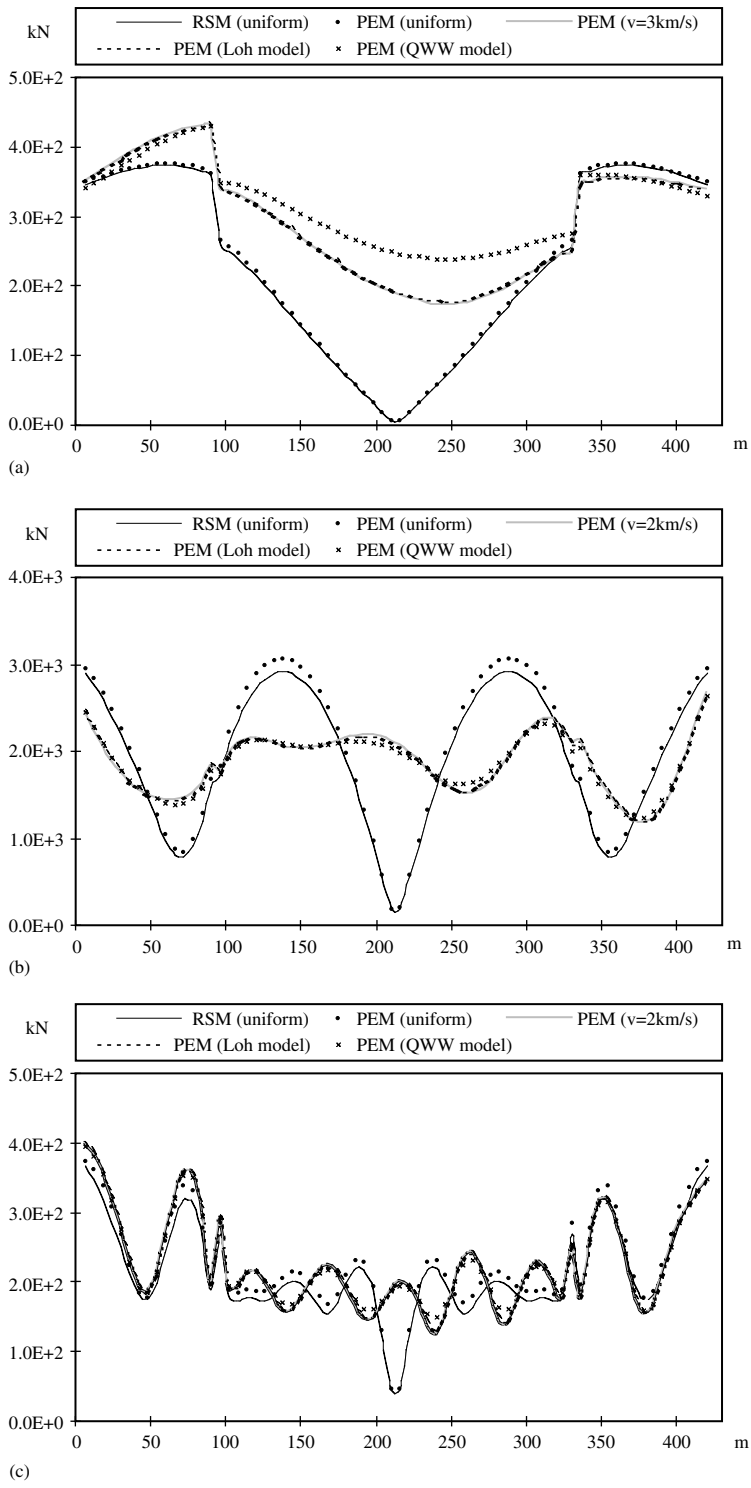 kN
RSM (uniform) PEM (uniform) PEM (v=3km/s)
PEM (Loh model) PEM (QWW model)
5.0E+2
4.0E+2
3.0E+2
2.0E+2
1.0E+2
0.0E+0
0 50 100 150 200 250 300 350 400 m
(a)
kN
RSM (uniform) PEM (uniform) PEM (v=2km/s)
PEM (Loh model) PEM (QWW model)
4.0E+3
3.0E+3
2.0E+3
1.0E+3
0.0E+0
0 50 100 150 200 250 300 350 400 m
(b)
kN
RSM (uniform) PEM (uniform) PEM (v=2km/s)
PEM (Loh model) PEM (QWW model)
5.0E+2
4.0E+2
3.0E+2
2.0E+2
1.0E+2
0.0E+0
0 50 100 150 200 250 300 350 400 m
(c)